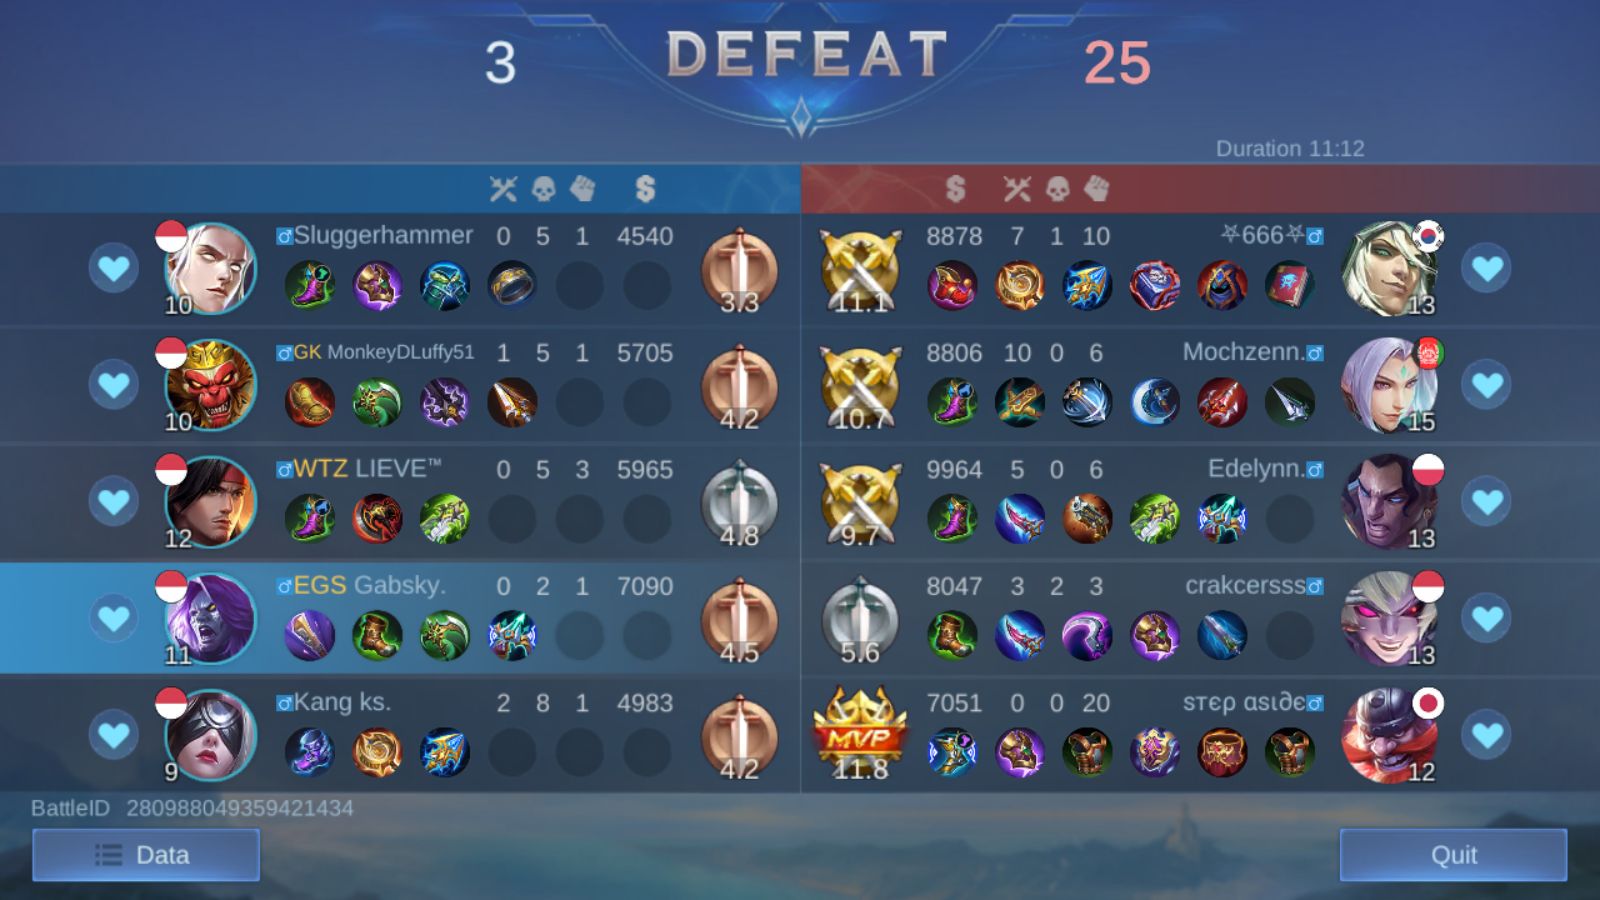 3 DEFEAT 25
Duration 11:12
Sluggerhammer 0 5 1 4540
10 3.3
GK MonkeyDLuffy51 1 5 1 5705
10 4.2
WTZ LIEVE™ 0 5 3 5965
12 4.8
EGS Gabsky. 0 2 1 7090
11 4.5
Kang ks. 2 8 1 4983
9 4.2
8878 7 1 10 ⛧666⛧
11.1 13
8806 10 0 6 Mochzenn.
10.7 15
9964 5 0 6 Edelynn.
9.7 13
8047 3 2 3 crakcersss
5.6 13
7051 0 0 20 ѕтєρ αѕι∂є
MVP
11.8 12
BattleID 280988049359421434
Data
Quit